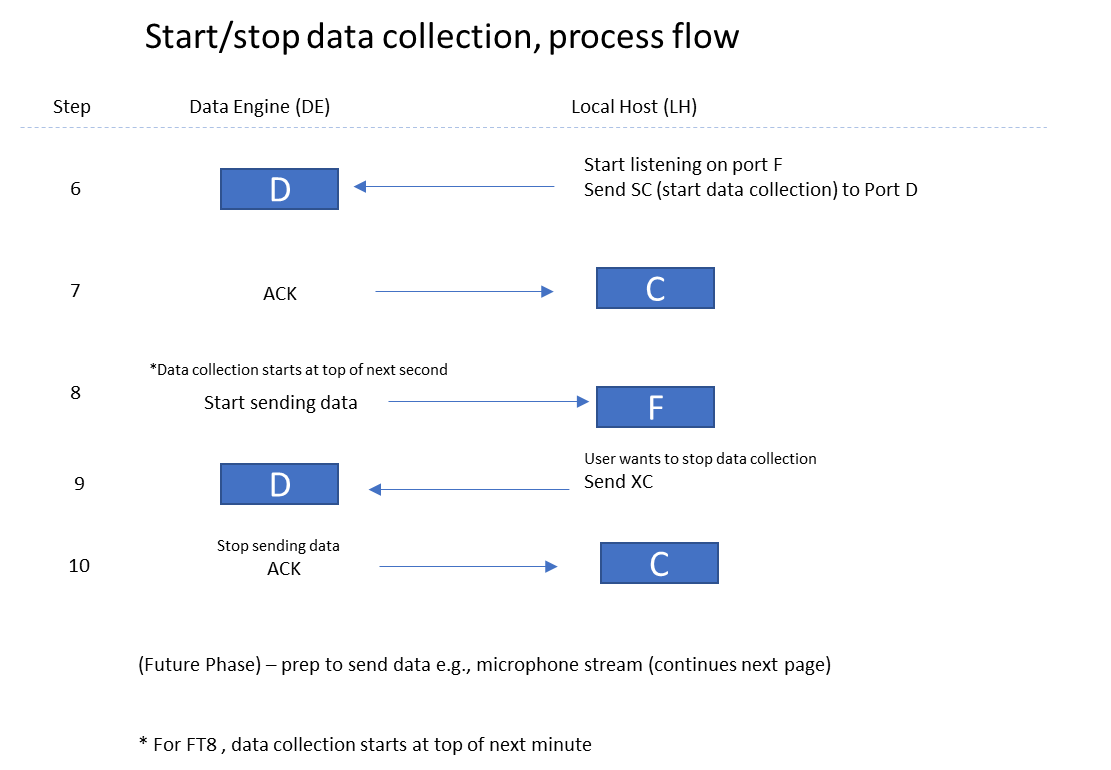 Start/stop data collection, process flow
Step Data Engine (DE) Local Host (LH)
Start listening on port F
6 D Send SC (start data collection) to Port D
7 ACK C
*Data collection starts at top of next second
8 Start sending data F
User wants to stop data collection
9 D Send XC
Stop sending data
10 ACK C
(Future Phase) – prep to send data e.g., microphone stream (continues next page)
* For FT8 , data collection starts at top of next minute